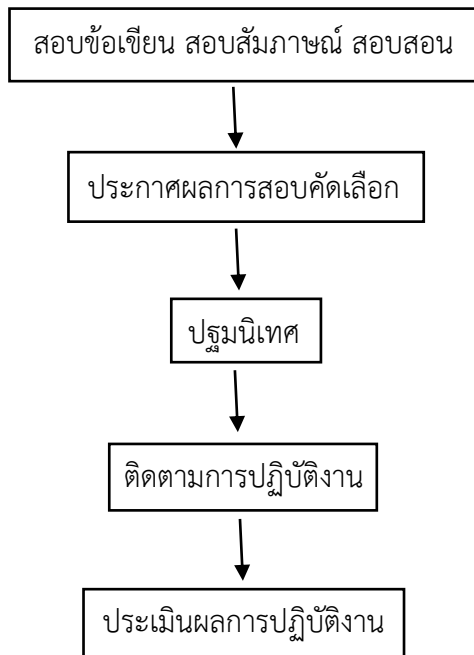 สอบข้อเขียน สอบสัมภาษณ์ สอบสอน
ประกาศผลการสอบคัดเลือก
ปฐมนิเทศ
ติดตามการปฏิบัติงาน
ประเมินผลการปฏิบัติงาน